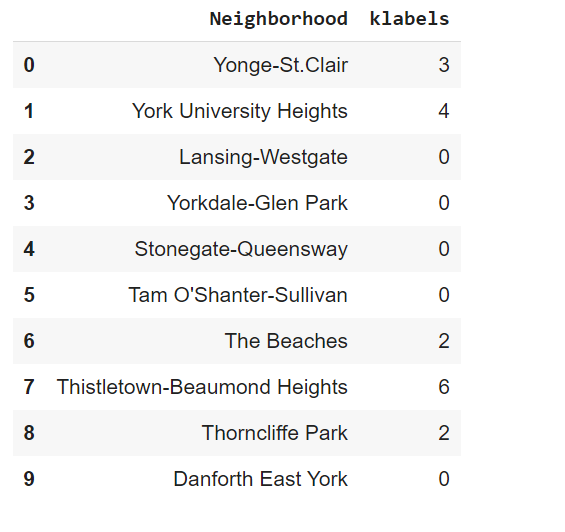 Neighborhood klabels
0 Yonge-St.Clair 3
1 York University Heights 4
2 Lansing-Westgate 0
3 Yorkdale-Glen Park 0
4 Stonegate-Queensway 0
5 Tam O'Shanter-Sullivan 0
6 The Beaches 2
7 Thistletown-Beaumond Heights 6
8 Thorncliffe Park 2
9 Danforth East York 0